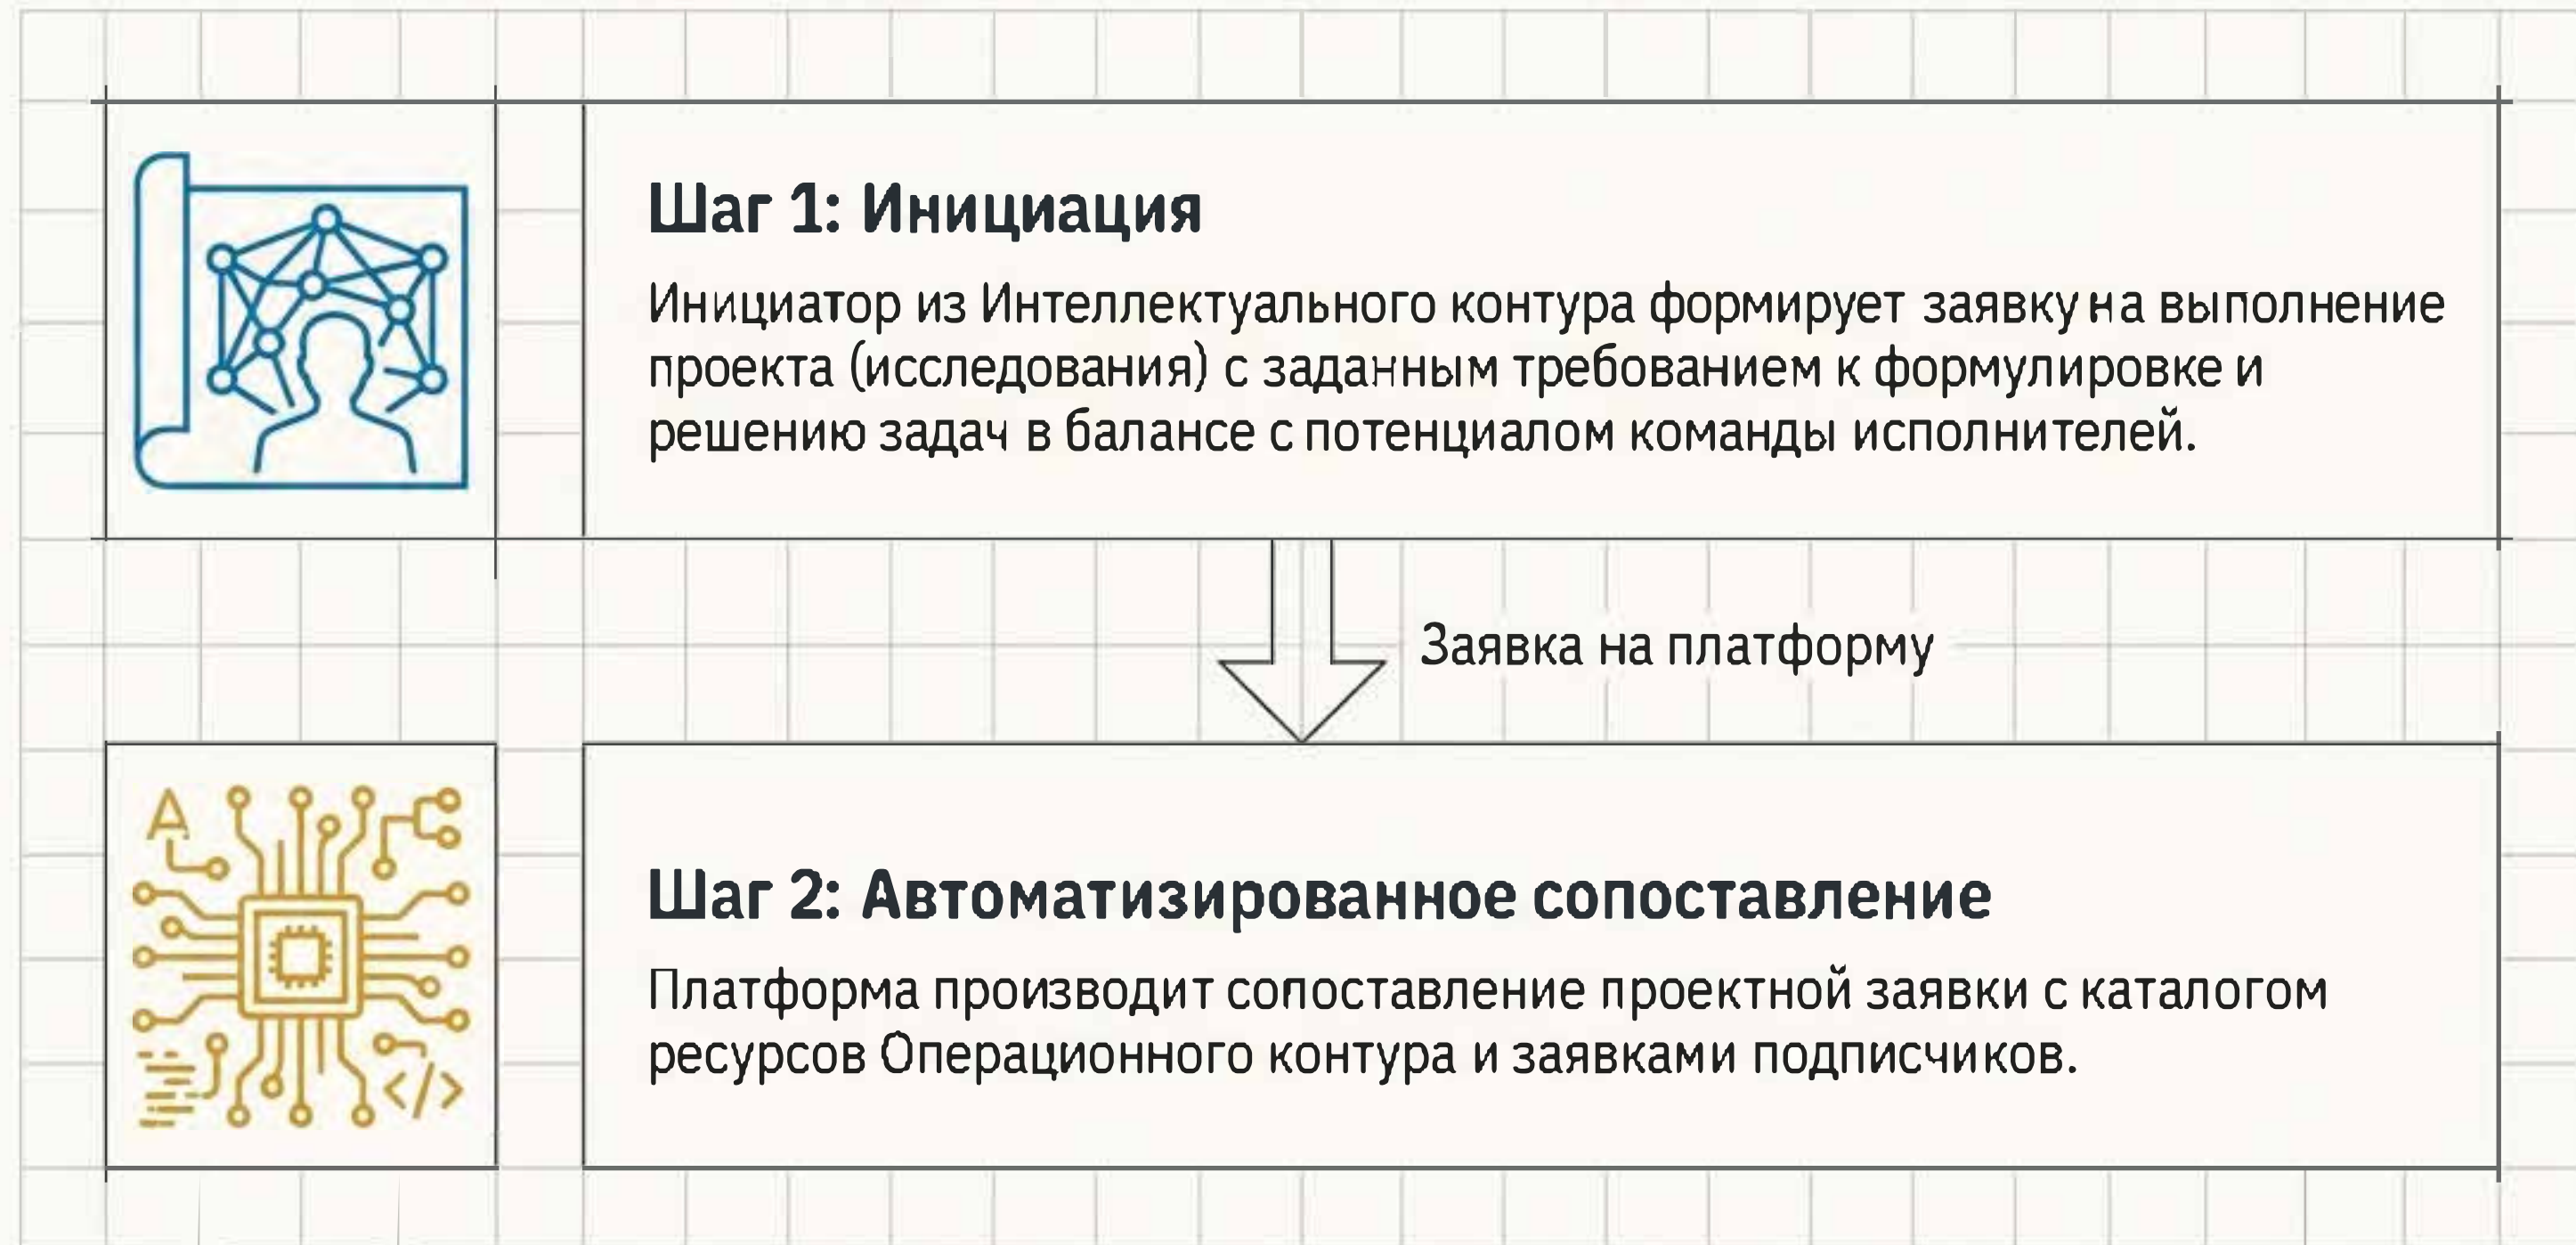 Шаг 1: Инициация
Инициатор из Интеллектуального контура формирует заявку на выполнение
проекта (исследования) с заданным требованием к формулировке и
решению задач в балансе с потенциалом команды исполнителей.
Заявка на платформу
A
Шаг 2: Автоматизированное сопоставление
Платформа производит сопоставление проектной заявки с каталогом
ресурсов Операционного контура и заявками подписчиков.
</>